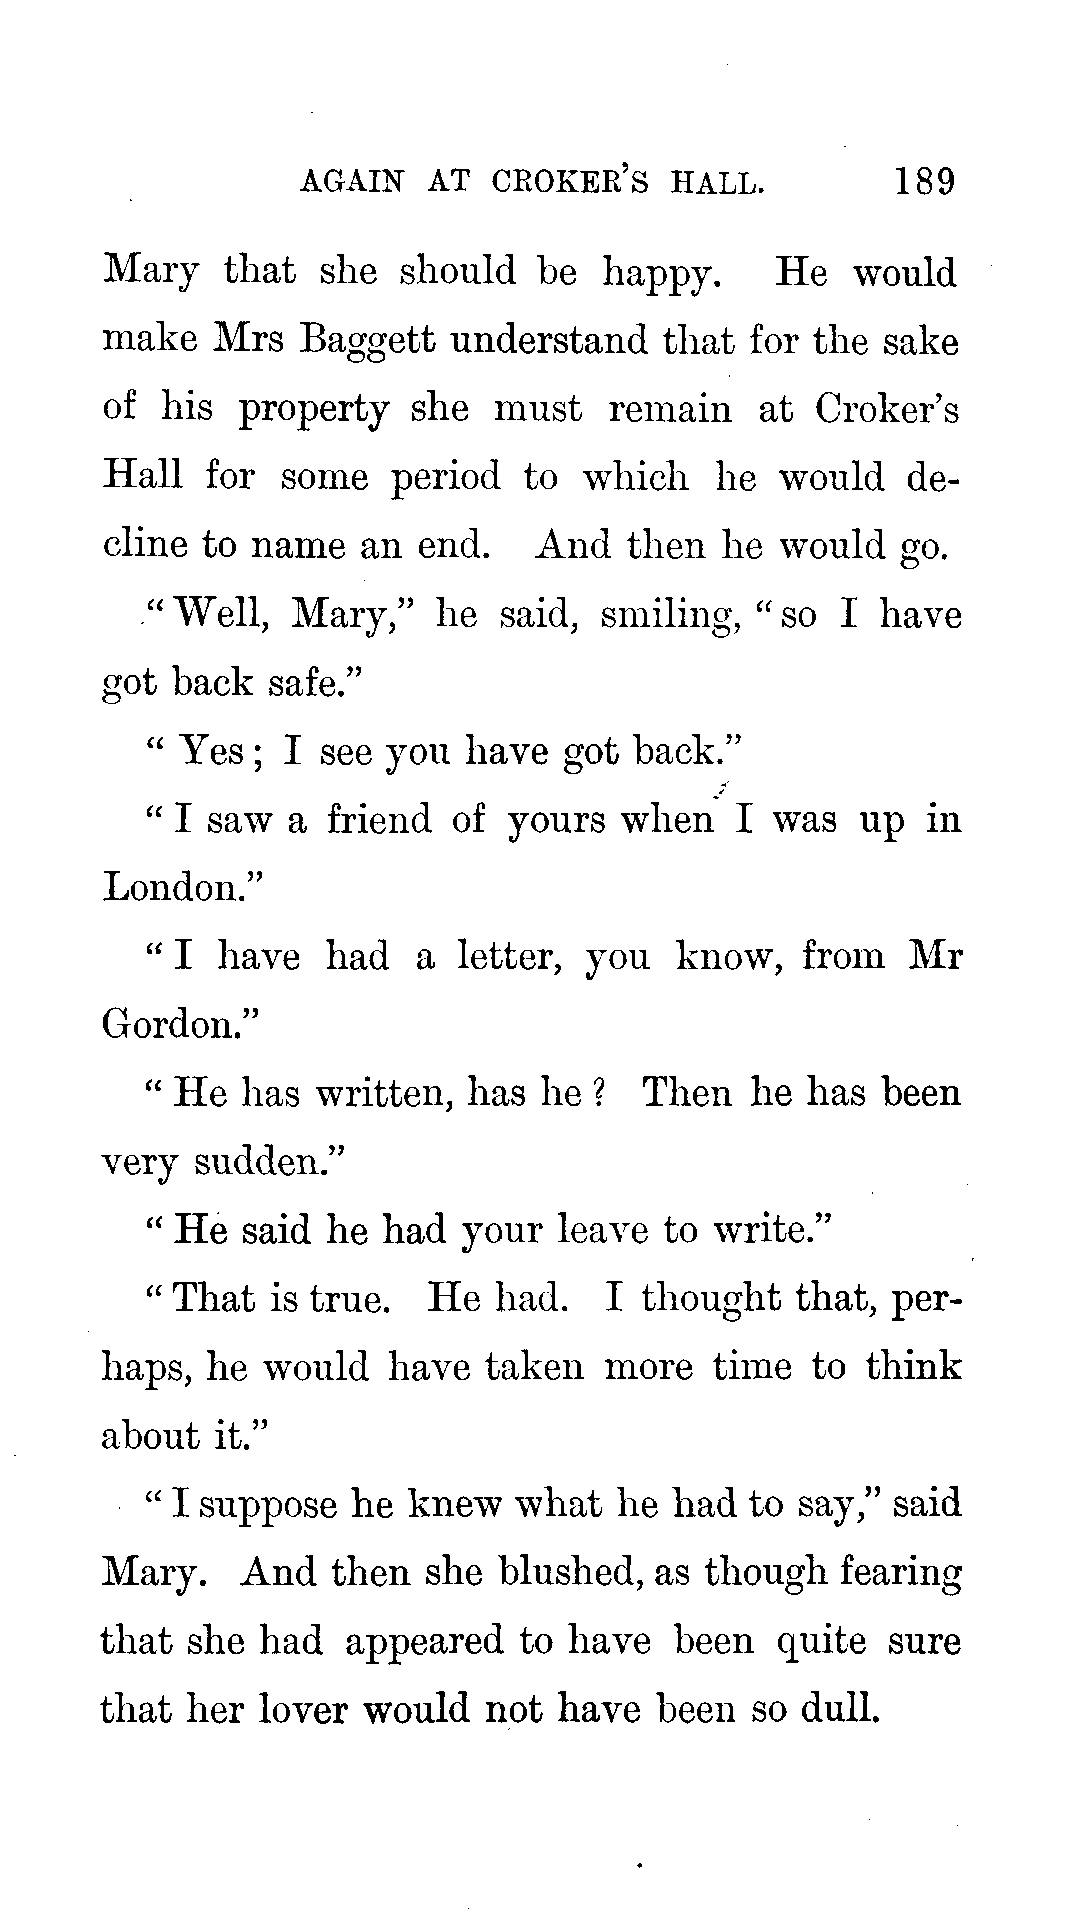 AGAIN AT CROKER'S HALL. 189
Mary that she should be happy. He would
make Mrs Baggett understand that for the sake
of his property she must remain at Croker's
Hall for some period to which he would de-
cline to name an end. And then he would go.
“Well, Mary,” he said, smiling, “so I have
got back safe.”
“Yes; I see you have got back.”
“I saw a friend of yours when I was up in
London.”
“I have had a letter, you know, from Mr
Gordon.”
“He has written, has he? Then he has been
very sudden.”
“He said he had your leave to write.”
“That is true. He had. I thought that, per-
haps, he would have taken more time to think
about it.”
“I suppose he knew what he had to say,” said
Mary. And then she blushed, as though fearing
that she had appeared to have been quite sure
that her lover would not have been so dull.